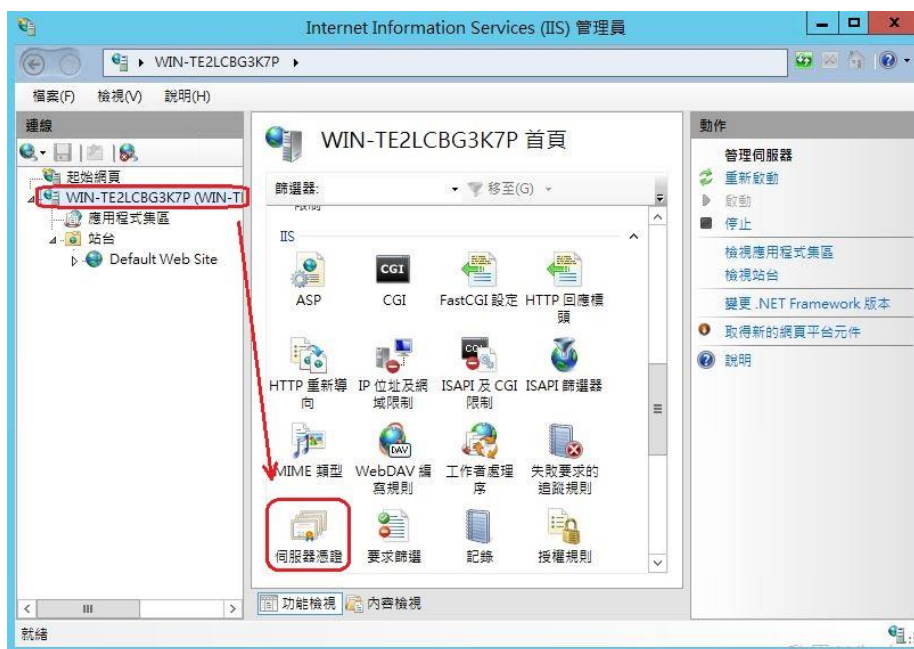 Internet Information Services (IIS) 管理員
WIN-TE2LCBG3K7P
檔案(F) 檢視(V) 說明(H)
連線
起始網頁
WIN-TE2LCBG3K7P (WIN-T
應用程式集區
站台
Default Web Site
WIN-TE2LCBG3K7P 首頁
篩選器: 移至(G)
IIS
ASP CGI FastCGI 設定 HTTP 回應標
頭
HTTP 重新導 IP 位址及網 ISAPI 及 CGI ISAPI 篩選器
向 域限制 限制
MIME 類型 WebDAV 編 工作者處理 失敗要求的
寫規則 序 追蹤規則
伺服器憑證 要求篩選 記錄 授權規則
功能檢視 內容檢視
動作
管理伺服器
重新啟動
啟動
停止
檢視應用程式集區
檢視站台
變更 .NET Framework 版本
取得新的網頁平台元件
說明
就緒